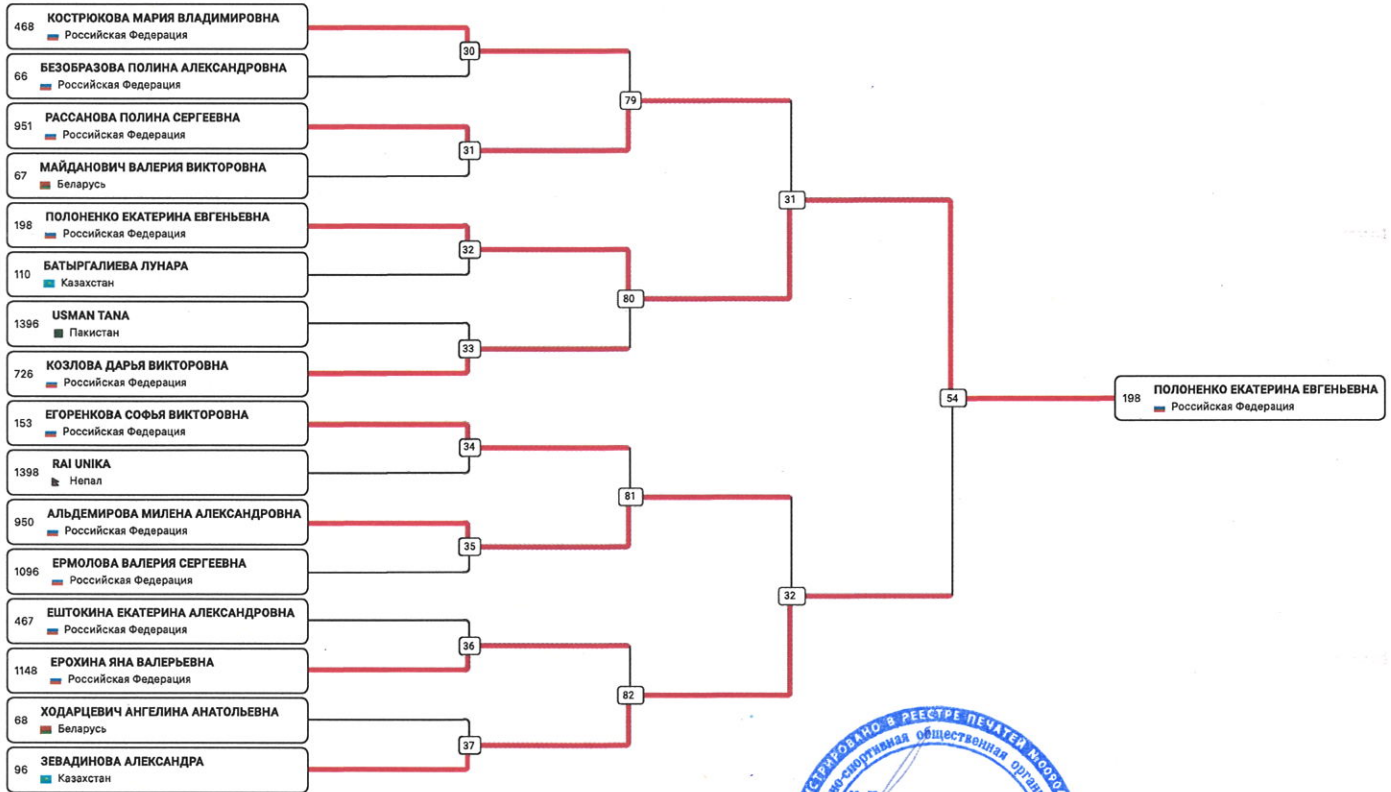 468 КОСТРЮКОВА МАРИЯ ВЛАДИМИРОВНА
Российская Федерация
66 БЕЗОБРАЗОВА ПОЛИНА АЛЕКСАНДРОВНА
Российская Федерация
951 РАССАНОВА ПОЛИНА СЕРГЕЕВНА
Российская Федерация
67 МАЙДАНОВИЧ ВАЛЕРИЯ ВИКТОРОВНА
Беларусь
198 ПОЛОНЕНКО ЕКАТЕРИНА ЕВГЕНЬЕВНА
Российская Федерация
110 БАТЫРГАЛИЕВА ЛУНАРА
Казахстан
1396 USMAN TANA
Пакистан
726 КОЗЛОВА ДАРЬЯ ВИКТОРОВНА
Российская Федерация
153 ЕГОРЕНКОВА СОФЬЯ ВИКТОРОВНА
Российская Федерация
1398 RAI UNIKA
Непал
950 АЛЬДЕМИРОВА МИЛЕНА АЛЕКСАНДРОВНА
Российская Федерация
1096 ЕРМОЛОВА ВАЛЕРИЯ СЕРГЕЕВНА
Российская Федерация
467 ЕШТОКИНА ЕКАТЕРИНА АЛЕКСАНДРОВНА
Российская Федерация
1148 ЕРОХИНА ЯНА ВАЛЕРЬЕВНА
Российская Федерация
68 ХОДАРЦЕВИЧ АНГЕЛИНА АНАТОЛЬЕВНА
Беларусь
96 ЗЕВАДИНОВА АЛЕКСАНДРА
Казахстан
30
31
32
33
34
35
36
37
79
80
81
82
31
32
54
198 ПОЛОНЕНКО ЕКАТЕРИНА ЕВГЕНЬЕВНА
Российская Федерация
В РЕЕСТРЕ ПЕЧАТЕЙ
общественная